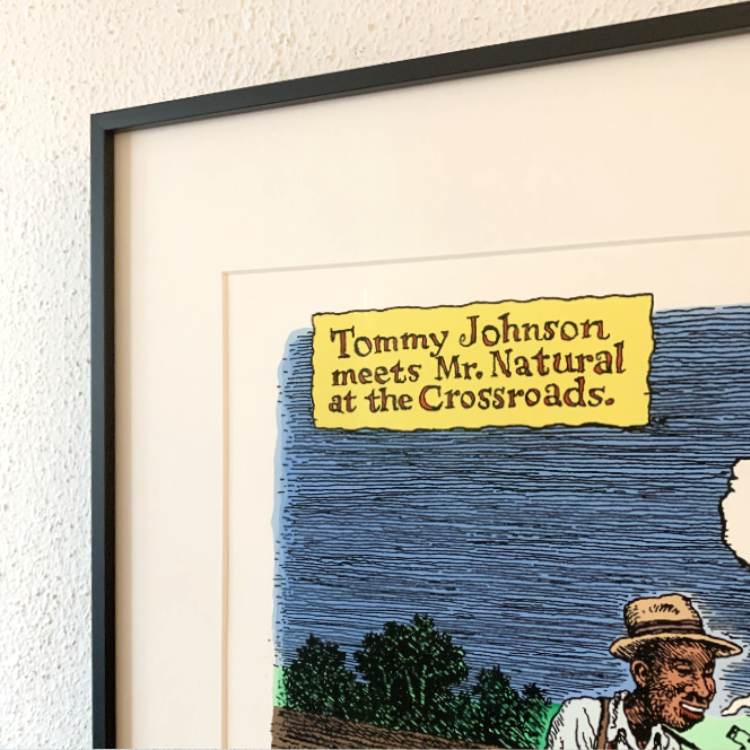 Tommy Johnson
meets Mr. Natural
at the Crossroads.